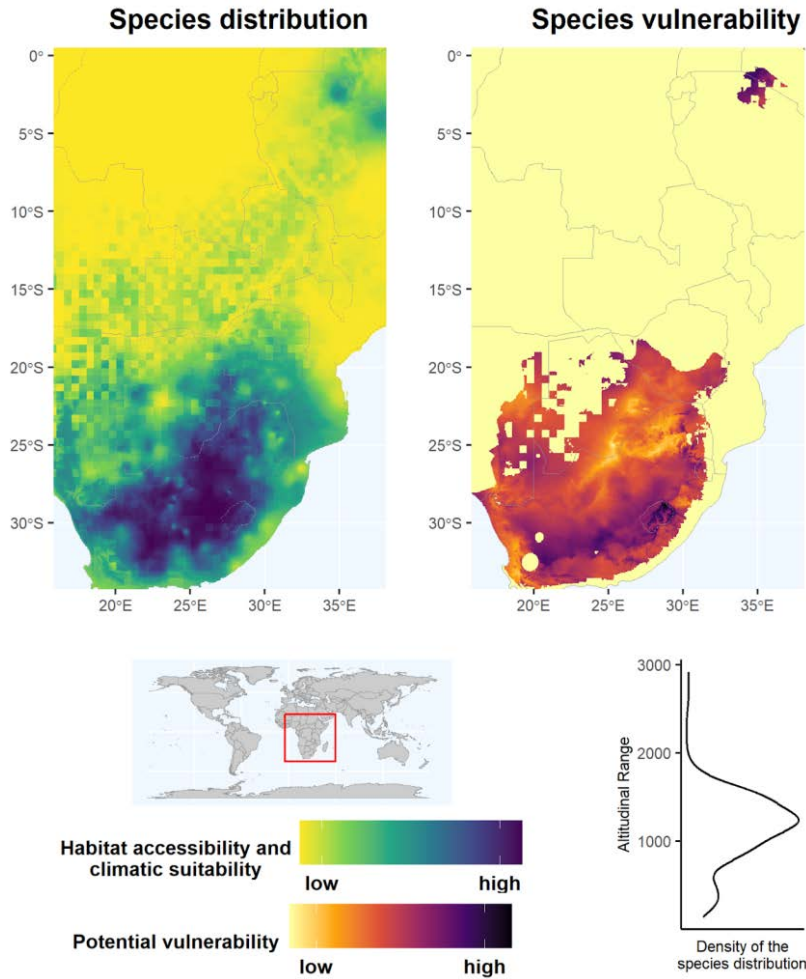 Species distribution
Species vulnerability
0°
5°S
10°S
15°S
20°S
25°S
30°S
20°E 25°E 30°E 35°E
0°
5°S
10°S
15°S
20°S
25°S
30°S
20°E 25°E 30°E 35°E
Habitat accessibility and
climatic suitability
low high
Potential vulnerability
low high
3000
2000
1000
Altitudinal Range
Density of the
species distribution